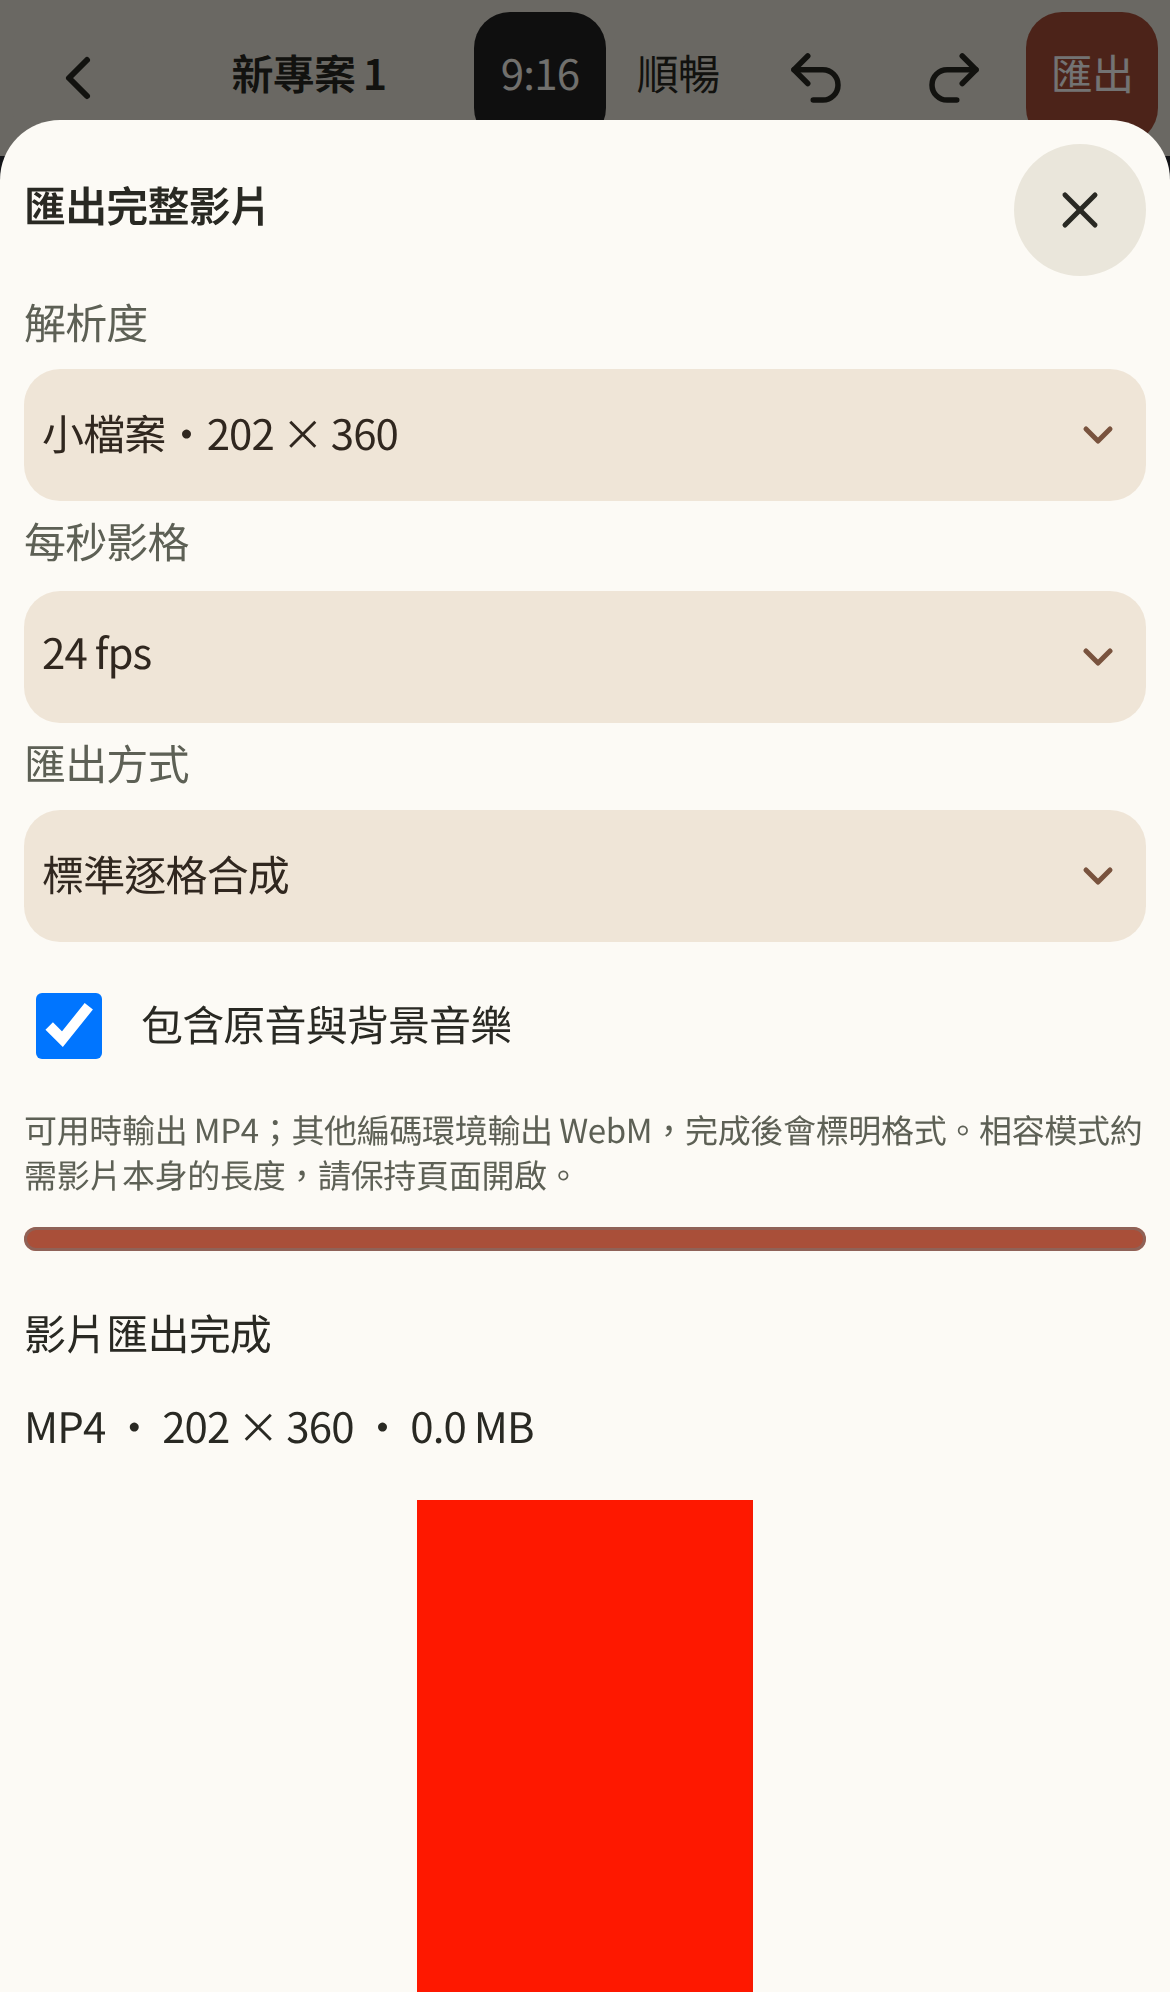 新專案 1
9:16
順暢
匯出
匯出完整影片
解析度
小檔案・202 × 360
每秒影格
24 fps
匯出方式
標準逐格合成
包含原音與背景音樂
可用時輸出 MP4；其他編碼環境輸出 WebM，完成後會標明格式。相容模式約
需影片本身的長度，請保持頁面開啟。
影片匯出完成
MP4 ・ 202 × 360 ・ 0.0 MB